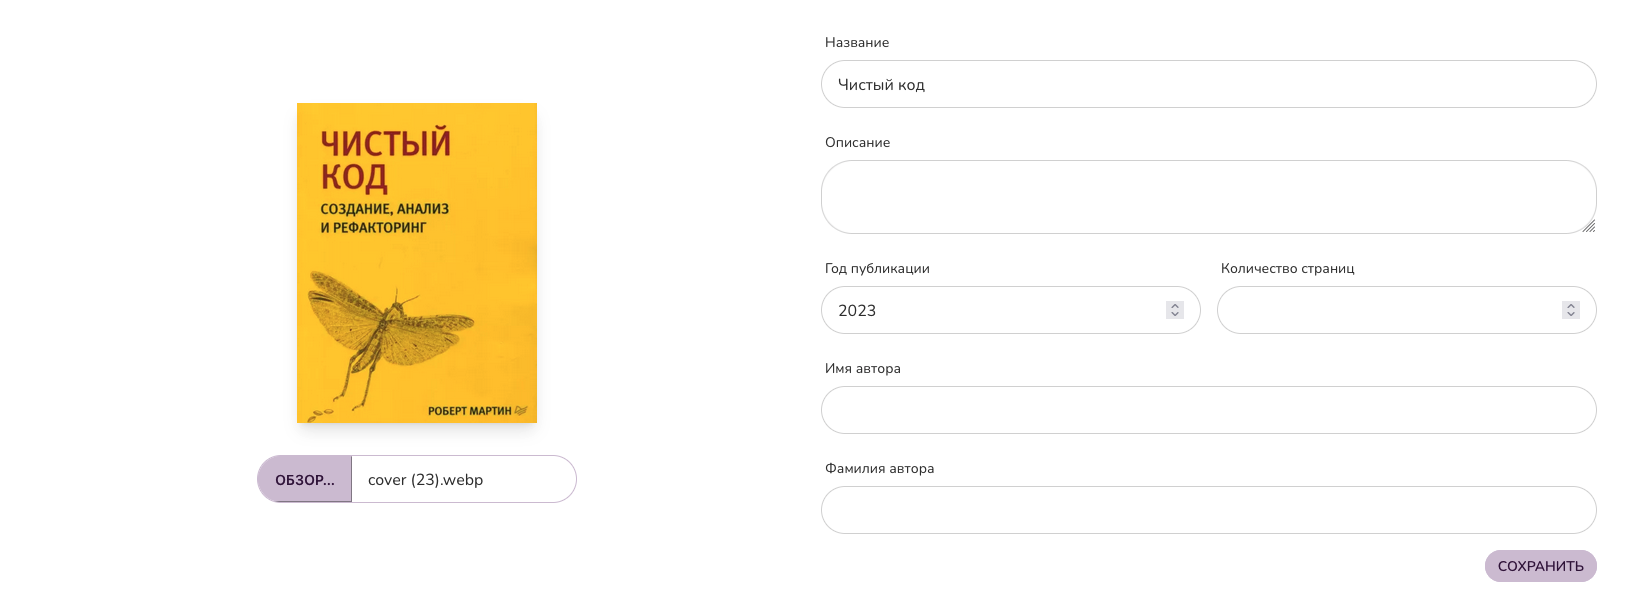 ЧИСТЫЙ
КОД
СОЗДАНИЕ, АНАЛИЗ
И РЕФАКТОРИНГ
РОБЕРТ МАРТИН
ОБЗОР...
cover (23).webp
Название
Чистый код
Описание
Год публикации
Количество страниц
2023
Имя автора
Фамилия автора
СОХРАНИТЬ